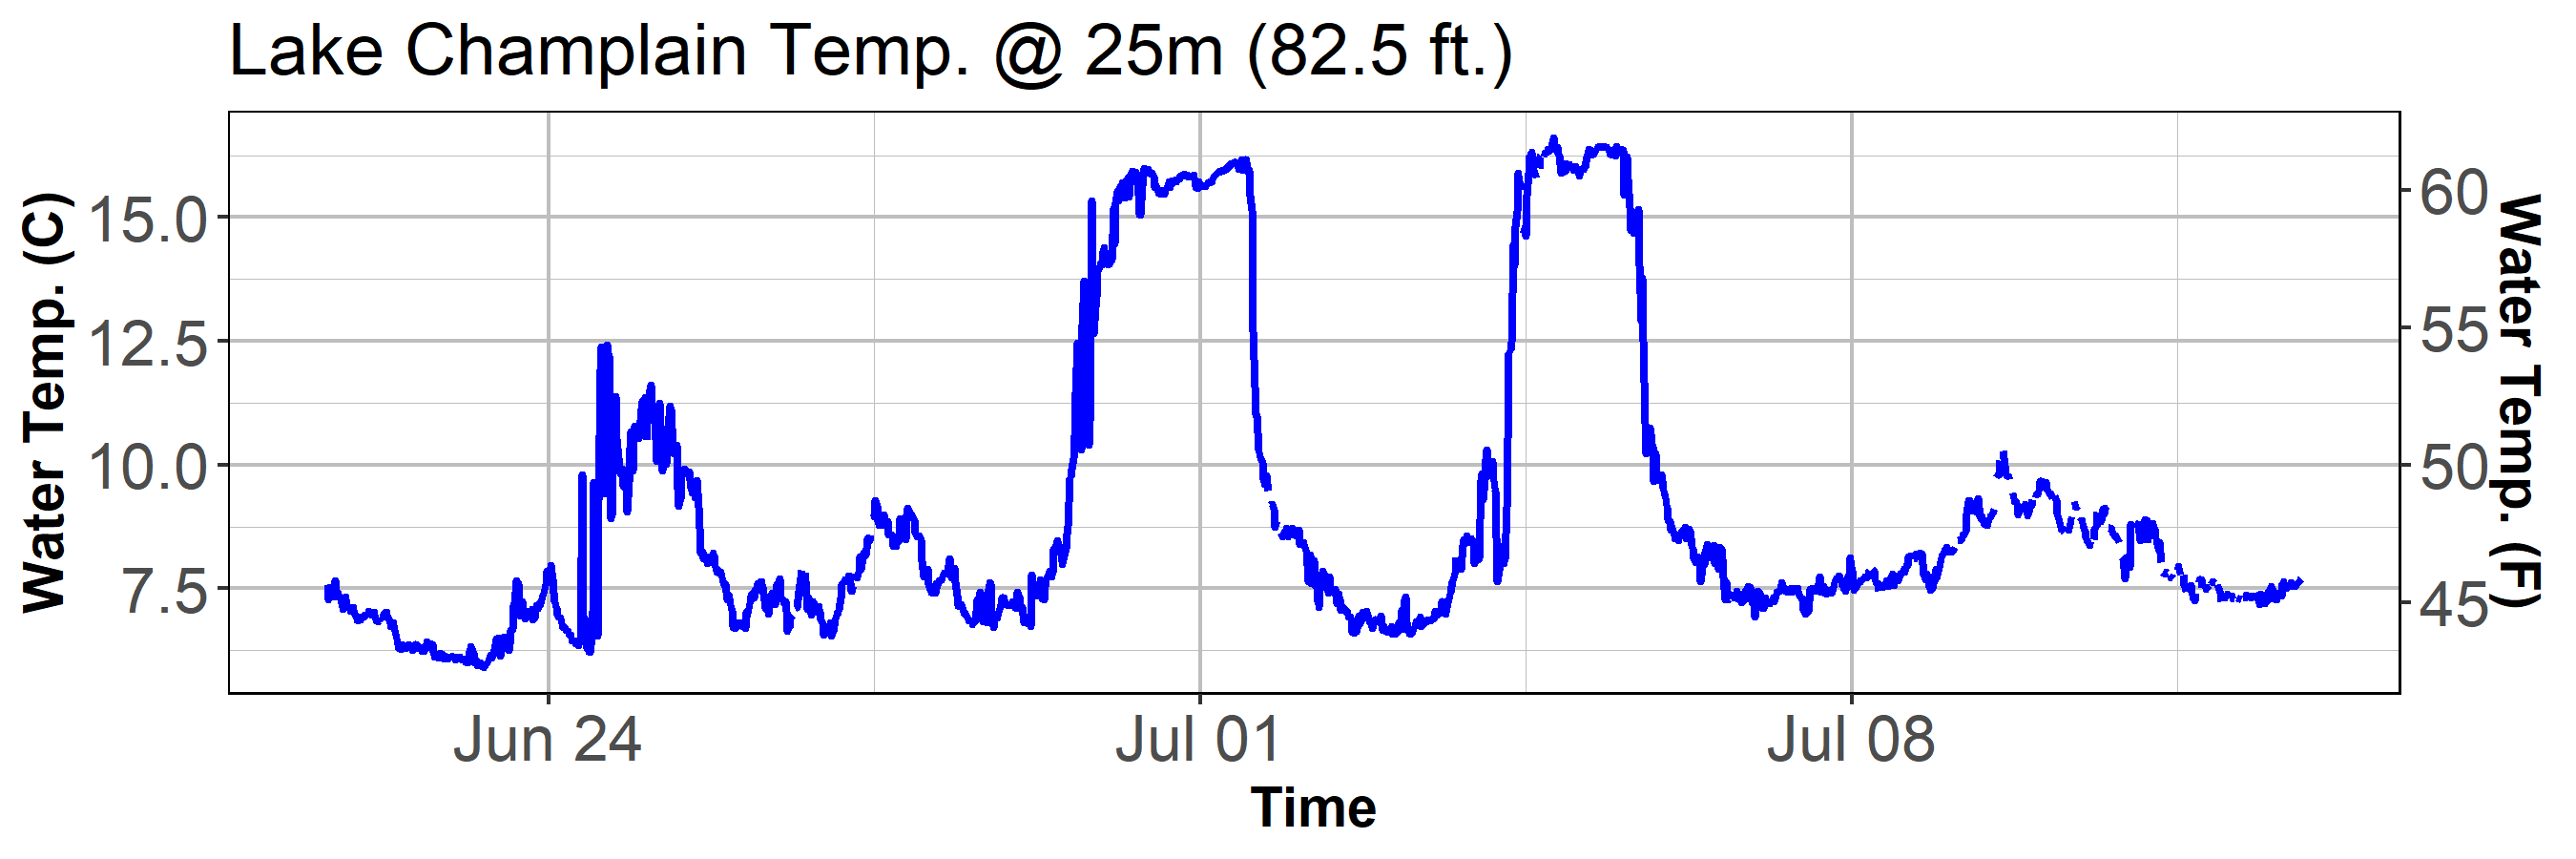 Lake Champlain Temp. @ 25m (82.5 ft.)
Water Temp. (C)
15.0
12.5
10.0
7.5
60
55
50
45
Water Temp. (F)
Jun 24
Jul 01
Jul 08
Time